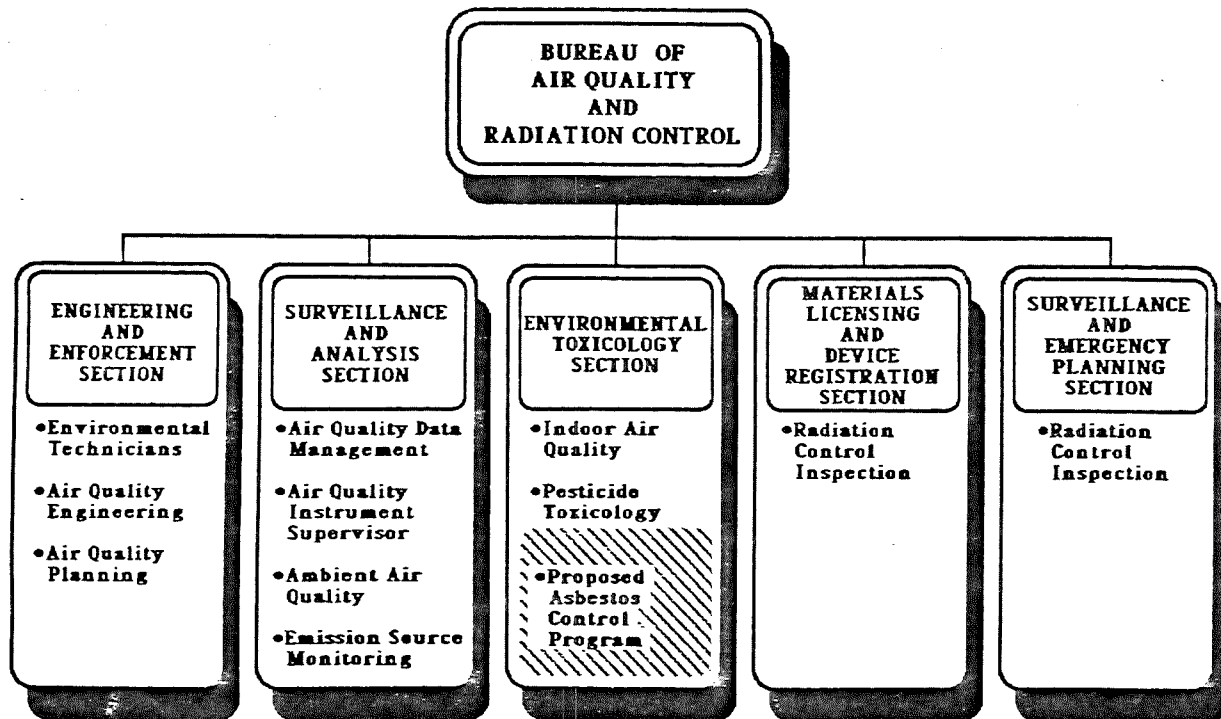 BUREAU OF
AIR QUALITY
AND
RADIATION CONTROL
ENGINEERING
AND
ENFORCEMENT
SECTION
•Environmental
Technicians
•Air Quality
Engineering
•Air Quality
Planning
SURVEILLANCE
AND
ANALYSIS
SECTION
•Air Quality Data
Management
•Air Quality
Instrument
Supervisor
•Ambient Air
Quality
•Emission Source
Monitoring
ENVIRONMENTAL
TOXICOLOGY
SECTION
•Indoor Air
Quality
•Pesticide
Toxicology
•Proposed
Asbestos
Control
Program
MATERIALS
LICENSING
AND
DEVICE
REGISTRATION
SECTION
•Radiation
Control
Inspection
SURVEILLANCE
AND
EMERGENCY
PLANNING
SECTION
•Radiation
Control
Inspection